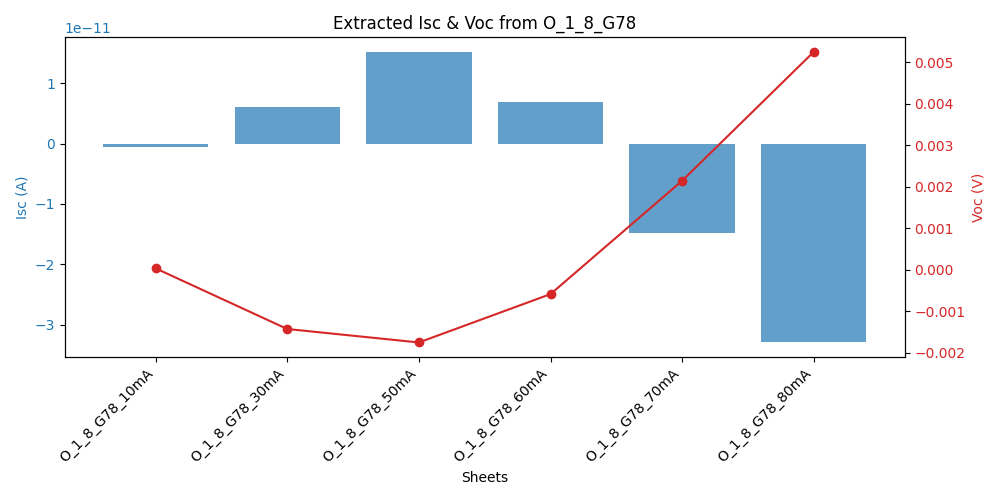 Extracted Isc & Voc from O_1_8_G78
1e−11
1
0
−1
−2
−3
Isc (A)
0.005
0.004
0.003
0.002
0.001
0.000
−0.001
−0.002
Voc (V)
O_1_8_G78_10mA
O_1_8_G78_30mA
O_1_8_G78_50mA
O_1_8_G78_60mA
O_1_8_G78_70mA
O_1_8_G78_80mA
Sheets